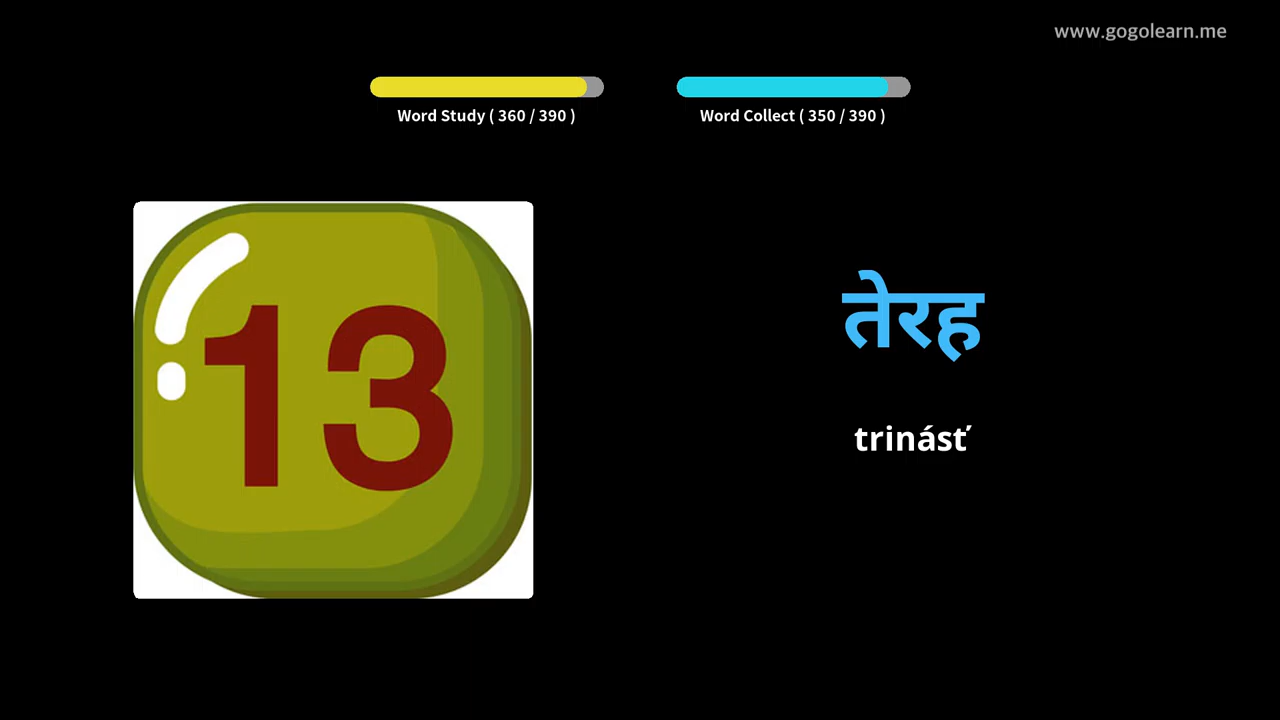 www.gogolearn.me
Word Study ( 360 / 390 )
Word Collect ( 350 / 390 )
13
तेरह
trinásť